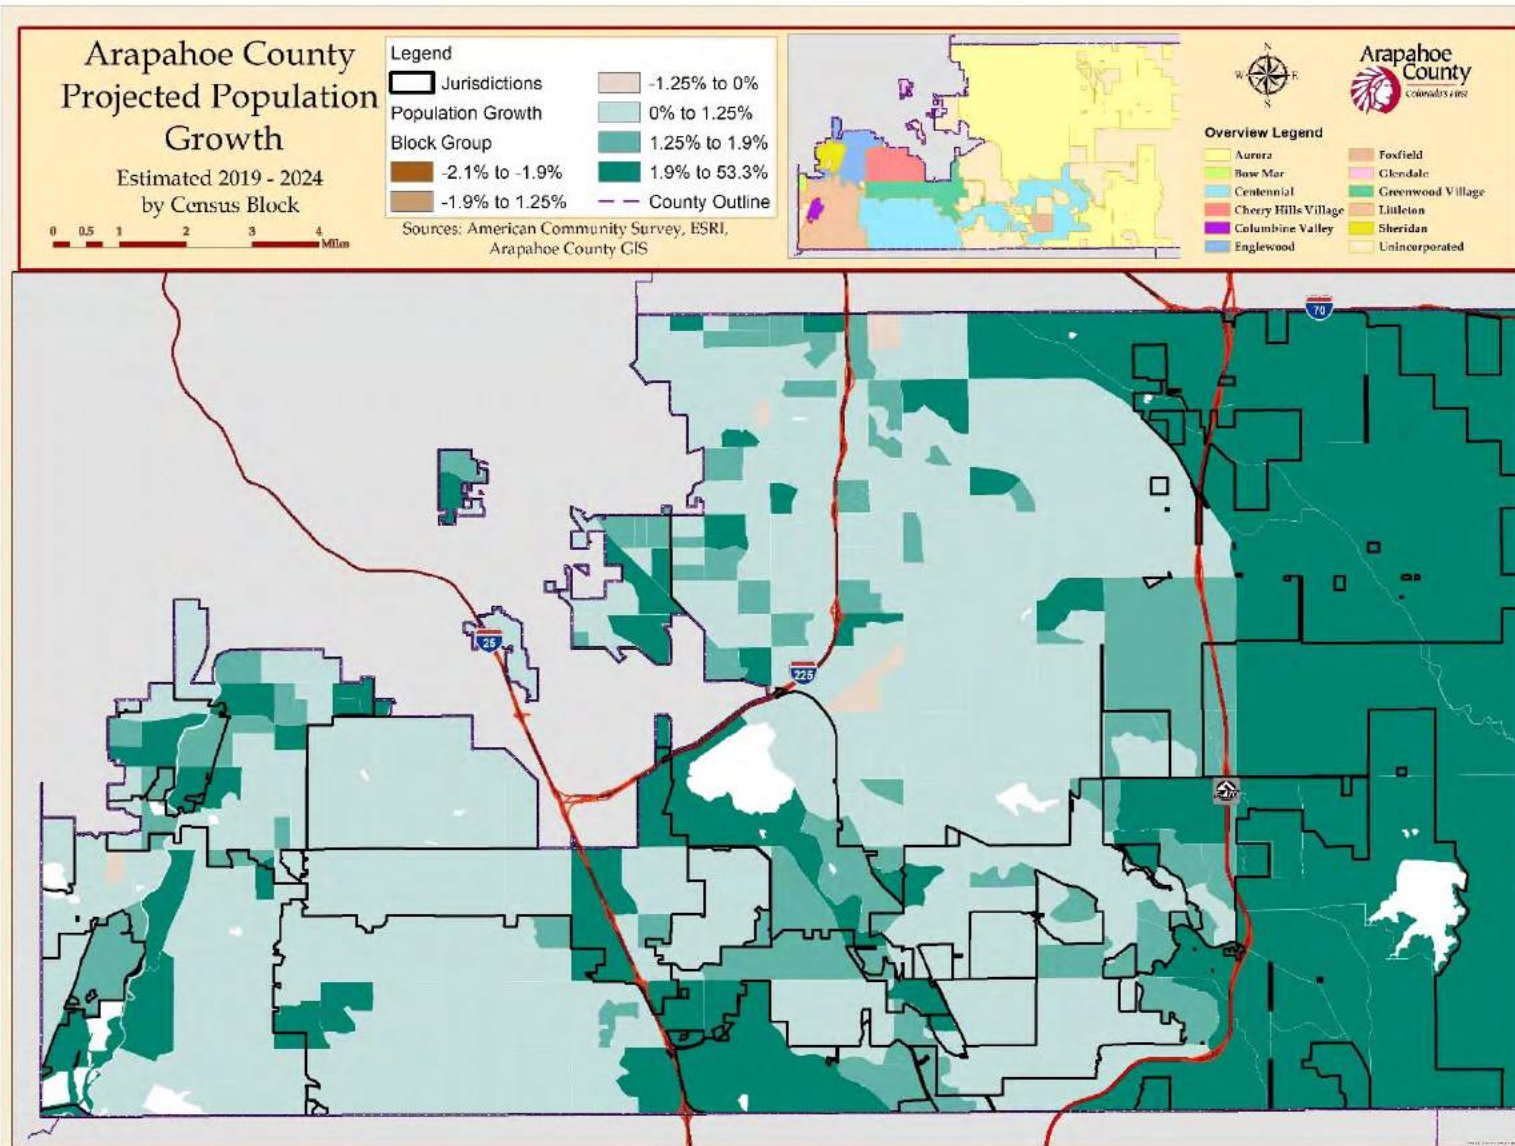 Arapahoe County
Projected Population
Growth
Estimated 2019 - 2024
by Census Block
0 0.5 1 2 3 4
Miles
Legend
Jurisdictions
Population Growth
Block Group
-2.1% to -1.9%
-1.9% to 1.25%
-1.25% to 0%
0% to 1.25%
1.25% to 1.9%
1.9% to 53.3%
County Outline
Sources: American Community Survey, ESRI,
Arapahoe County GIS
N
W E
S
Arapahoe
County
Colorado's First
Overview Legend
Aurora
Bow Mar
Centennial
Cherry Hills Village
Columbine Valley
Englewood
Foxfield
Glendale
Greenwood Village
Littleton
Sheridan
Unincorporated
70
25
225